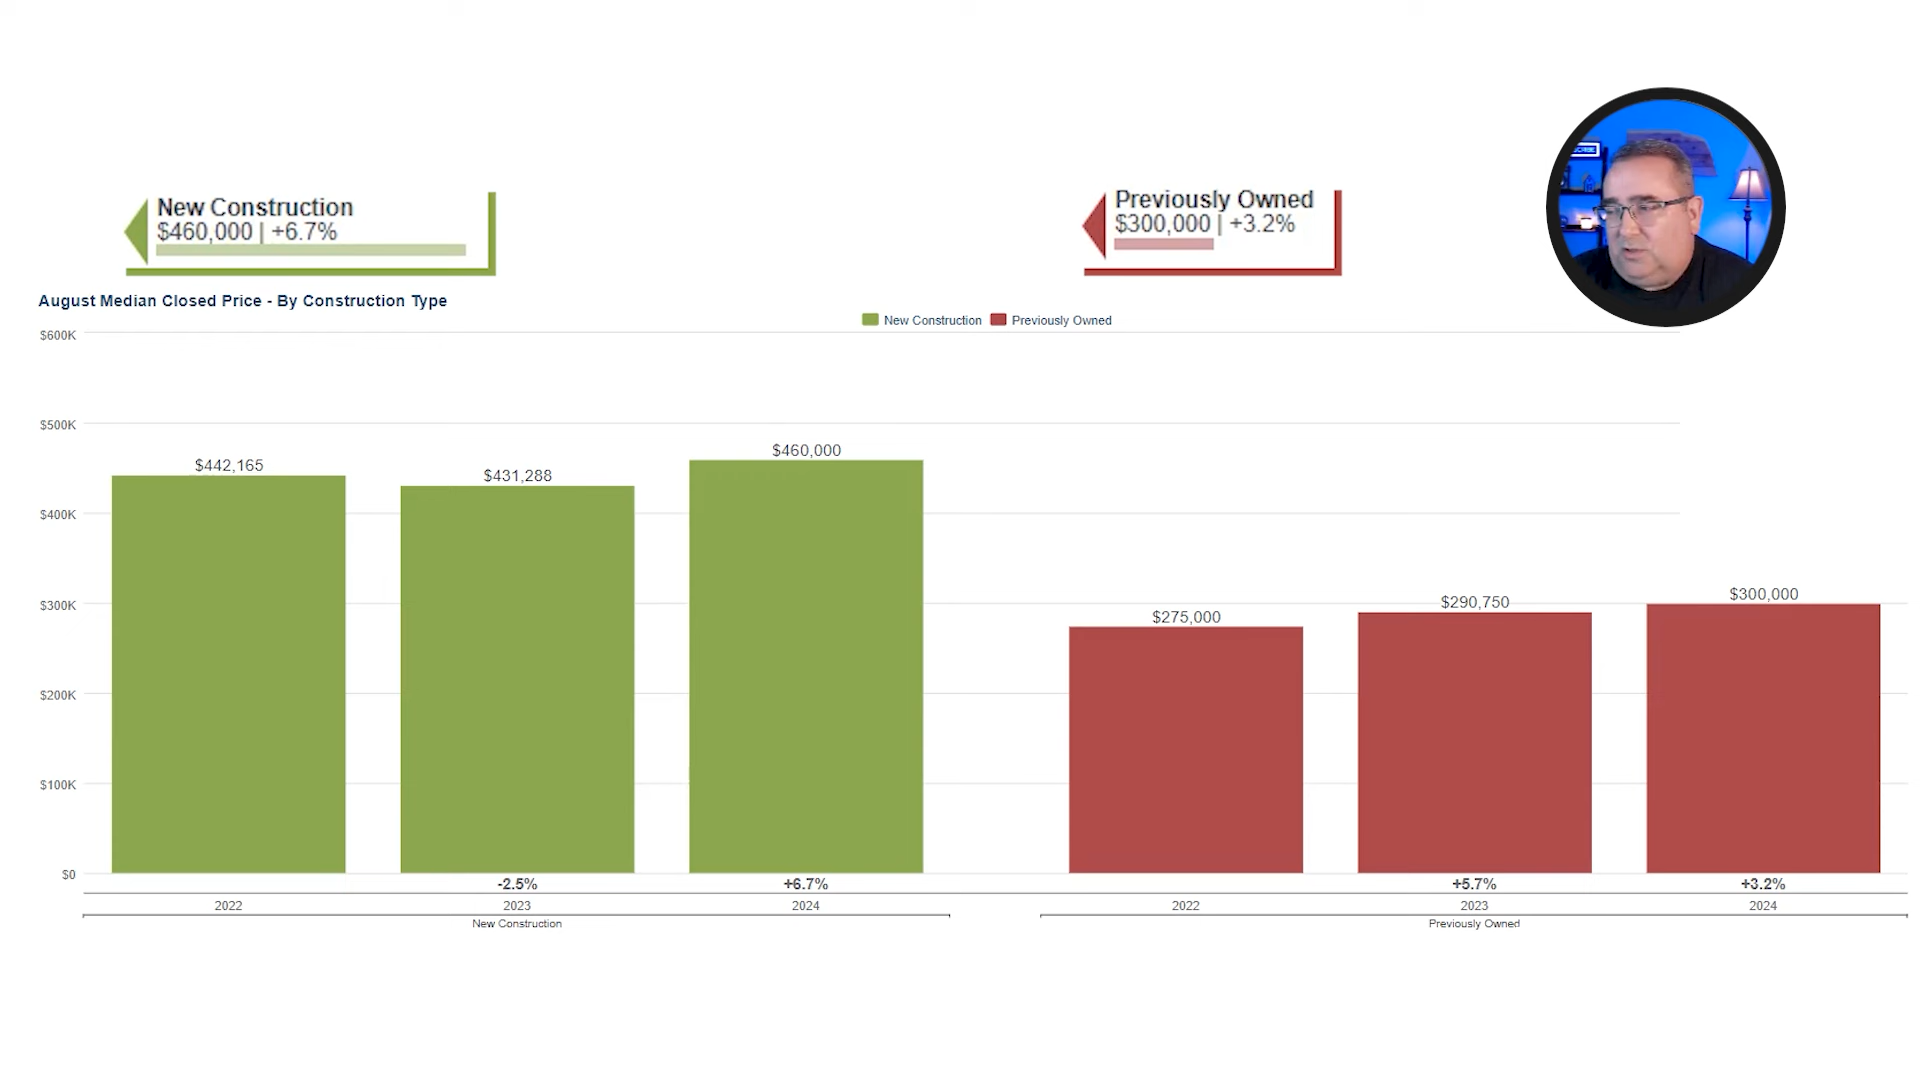 New Construction
$460,000 | +6.7%
Previously Owned
$300,000 | +3.2%
August Median Closed Price - By Construction Type
New Construction
Previously Owned
$600K
$500K
$400K
$300K
$200K
$100K
$0
$442,165
$431,288
$460,000
$275,000
$290,750
$300,000
-2.5%
+6.7%
+5.7%
+3.2%
2022
2023
2024
2022
2023
2024
New Construction
Previously Owned